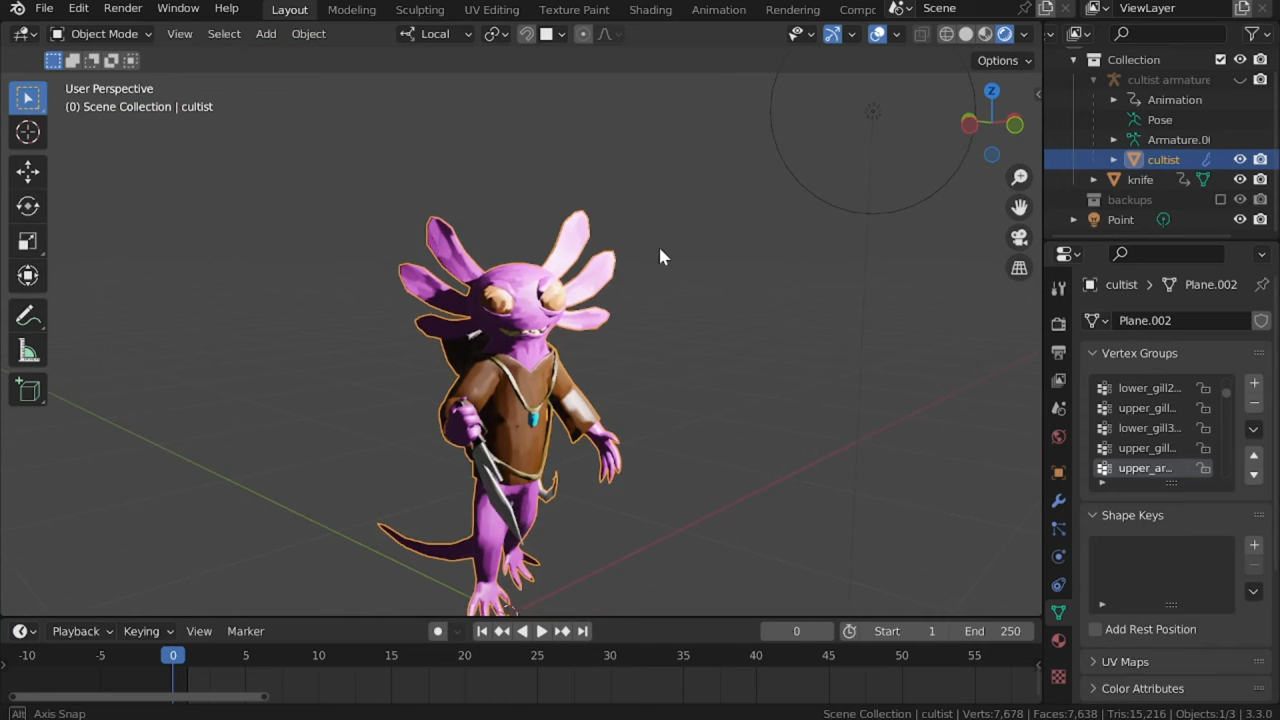 File Edit Render Window Help Layout Modeling Sculpting UV Editing Texture Paint Shading Animation Rendering Comp Scene ViewLayer
Object Mode View Select Add Object Local
Options
User Perspective
(0) Scene Collection | cultist
Z
Collection
cultist armature
Animation
Pose
Armature.0
cultist
knife
backups
Point
cultist Plane.002
Plane.002
Vertex Groups
lower_gill2...
upper_gill...
lower_gill3...
upper_gill...
upper_ar...
Shape Keys
Add Rest Position
UV Maps
Color Attributes
Playback Keying View Marker 0 Start 1 End 250
-10 -5 0 5 10 15 20 25 30 35 40 45 50 55
Alt Axis Snap Scene Collection | cultist | Verts:7,678 | Faces:7,638 | Tris:15,216 | Objects:1/3 | 3.3.0